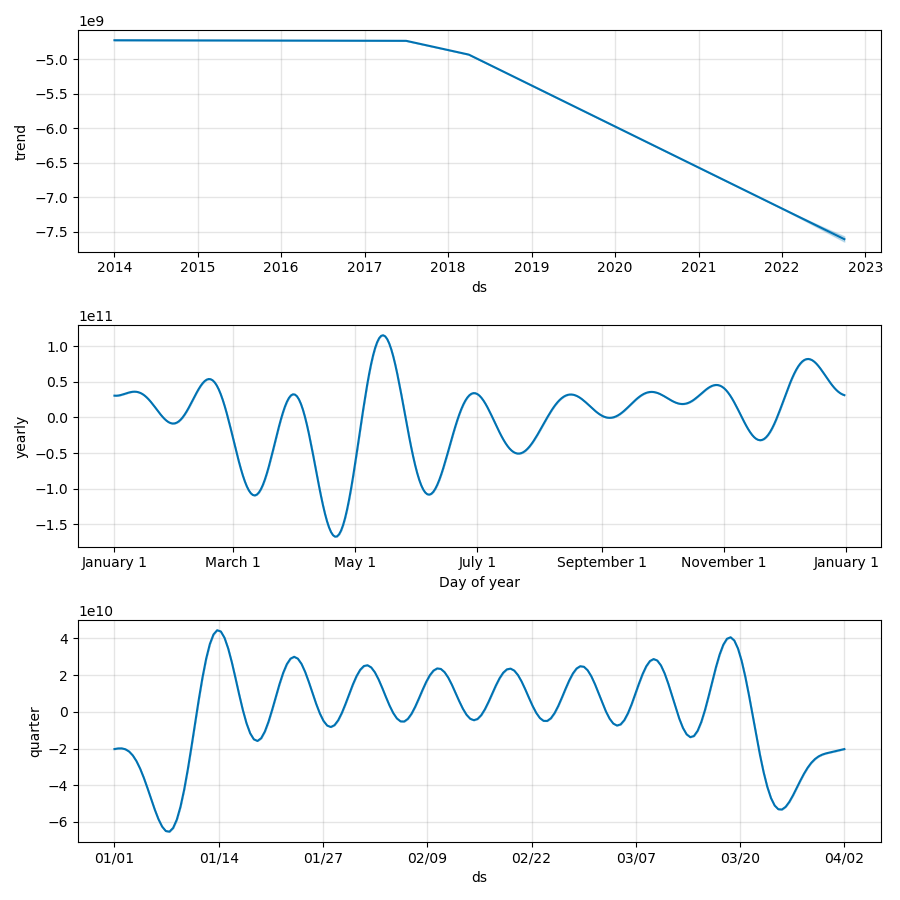 1e9
−5.0
−5.5
−6.0
−6.5
−7.0
−7.5
trend
2014 2015 2016 2017 2018 2019 2020 2021 2022 2023
ds
1e11
1.0
0.5
0.0
−0.5
−1.0
−1.5
yearly
January 1 March 1 May 1 July 1 September 1 November 1 January 1
Day of year
1e10
4
2
0
−2
−4
−6
quarter
01/01 01/14 01/27 02/09 02/22 03/07 03/20 04/02
ds